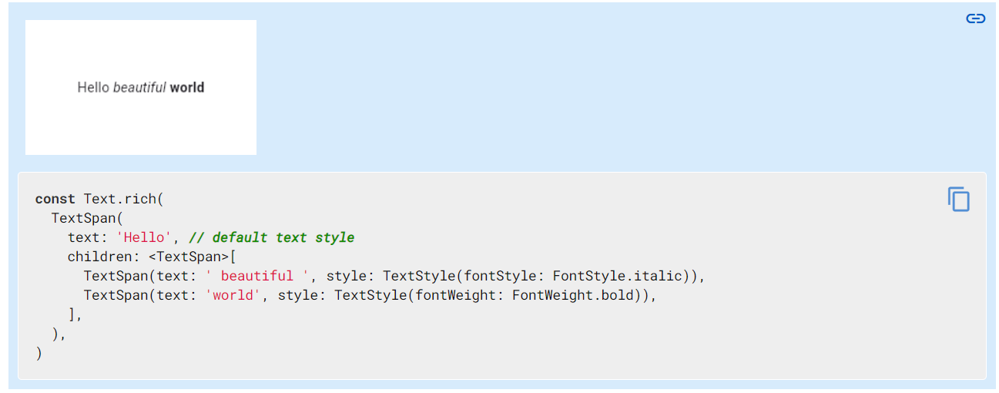 Hello beautiful world
const Text.rich(
  TextSpan(
    text: 'Hello', // default text style
    children: <TextSpan>[
      TextSpan(text: ' beautiful ', style: TextStyle(fontStyle: FontStyle.italic)),
      TextSpan(text: 'world', style: TextStyle(fontWeight: FontWeight.bold)),
    ],
  ),
)